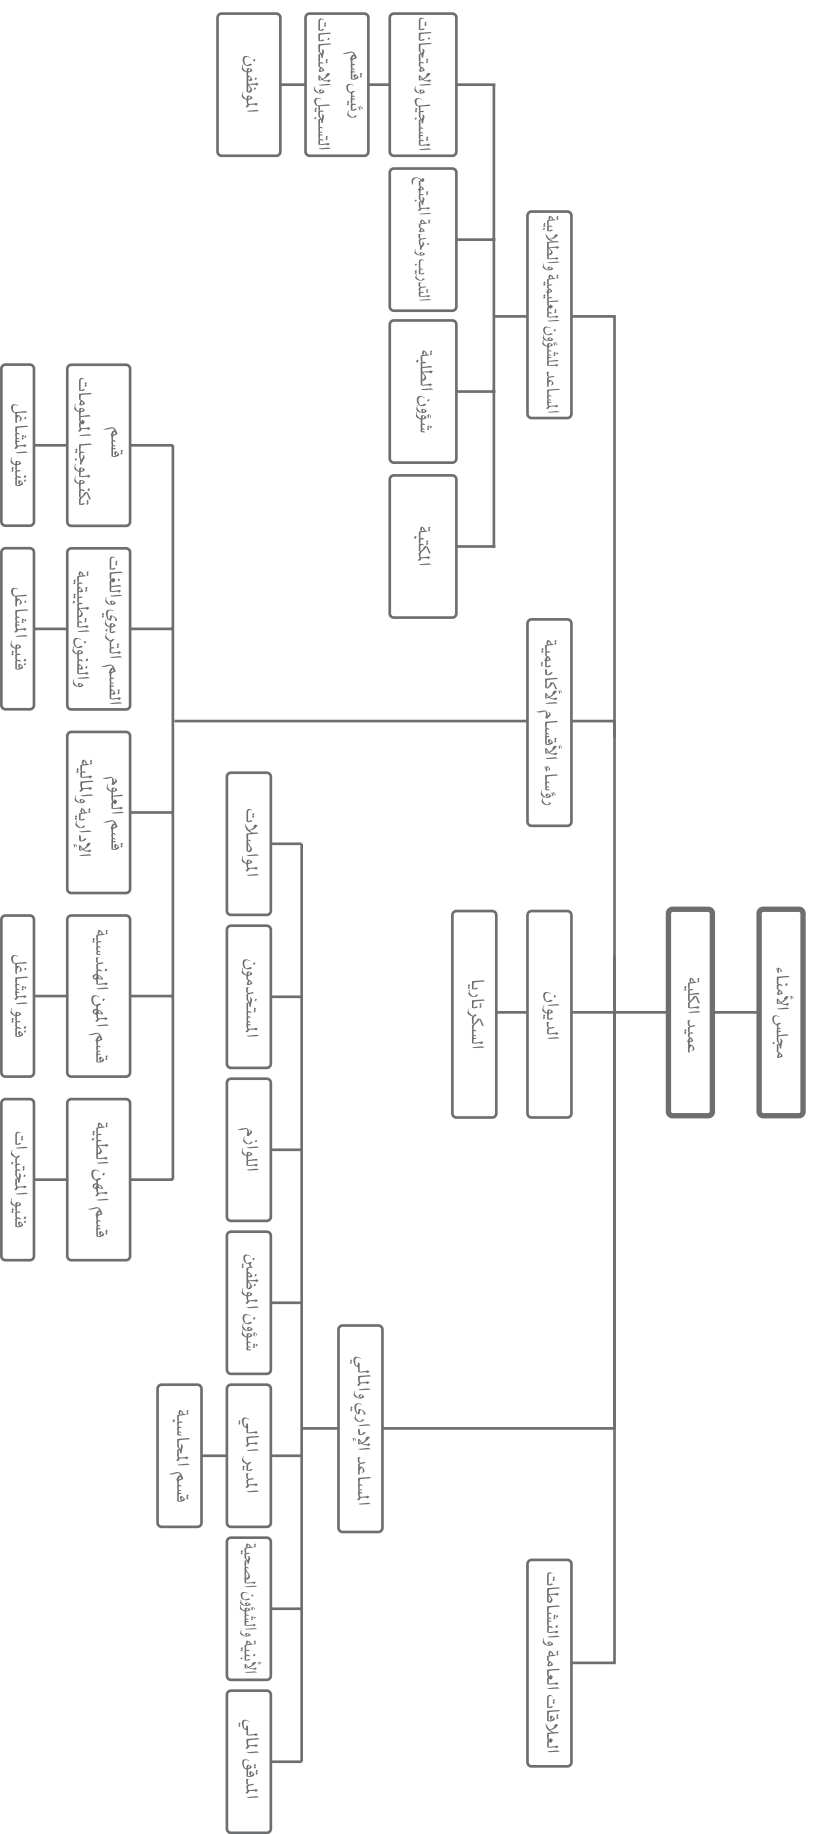 مجلس الأمناء
عميد الكلية
العلاقات العامة والنشاطات
الديوان
السكرتاريا
رؤساء الأقسام الأكاديمية
المساعد للشؤون التعليمية والطلابية
المكتبة
شؤون الطلبة
التدريب وخدمة المجتمع
التسجيل والامتحانات
رئيس قسم
التسجيل والامتحانات
الموظفون
المساعد الإداري والمالي
المدقق المالي
الأبنية والشؤون الصحية
المدير المالي
شؤون الموظفين
اللوازم
المستخدمون
المواصلات
قسم المحاسبة
قسم المهن الطبية
قسم المهن الهندسية
قسم العلوم
الإدارية والمالية
القسم التربوي واللغات
والفنون التطبيقية
قسم
تكنولوجيا المعلومات
فنيو المختبرات
فنيو المشاغل
فنيو المشاغل
فنيو المشاغل